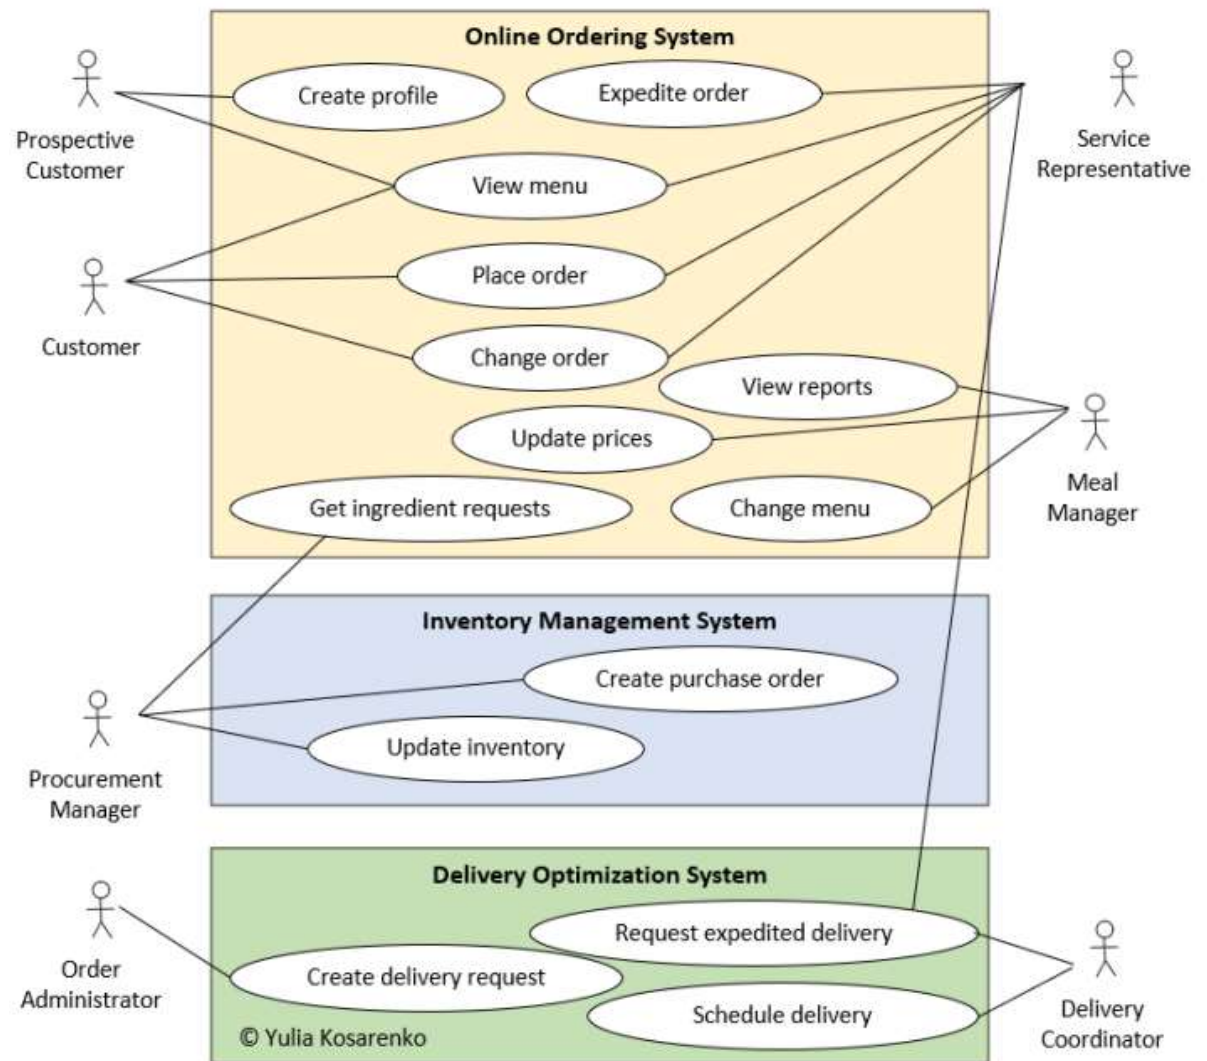 Online Ordering System
Create profile
Expedite order
Prospective
Customer
Service
Representative
View menu
Place order
Customer
Change order
View reports
Update prices
Meal
Manager
Get ingredient requests
Change menu
Inventory Management System
Create purchase order
Update inventory
Procurement
Manager
Delivery Optimization System
Request expedited delivery
Order
Administrator
Create delivery request
Schedule delivery
Delivery
Coordinator
© Yulia Kosarenko